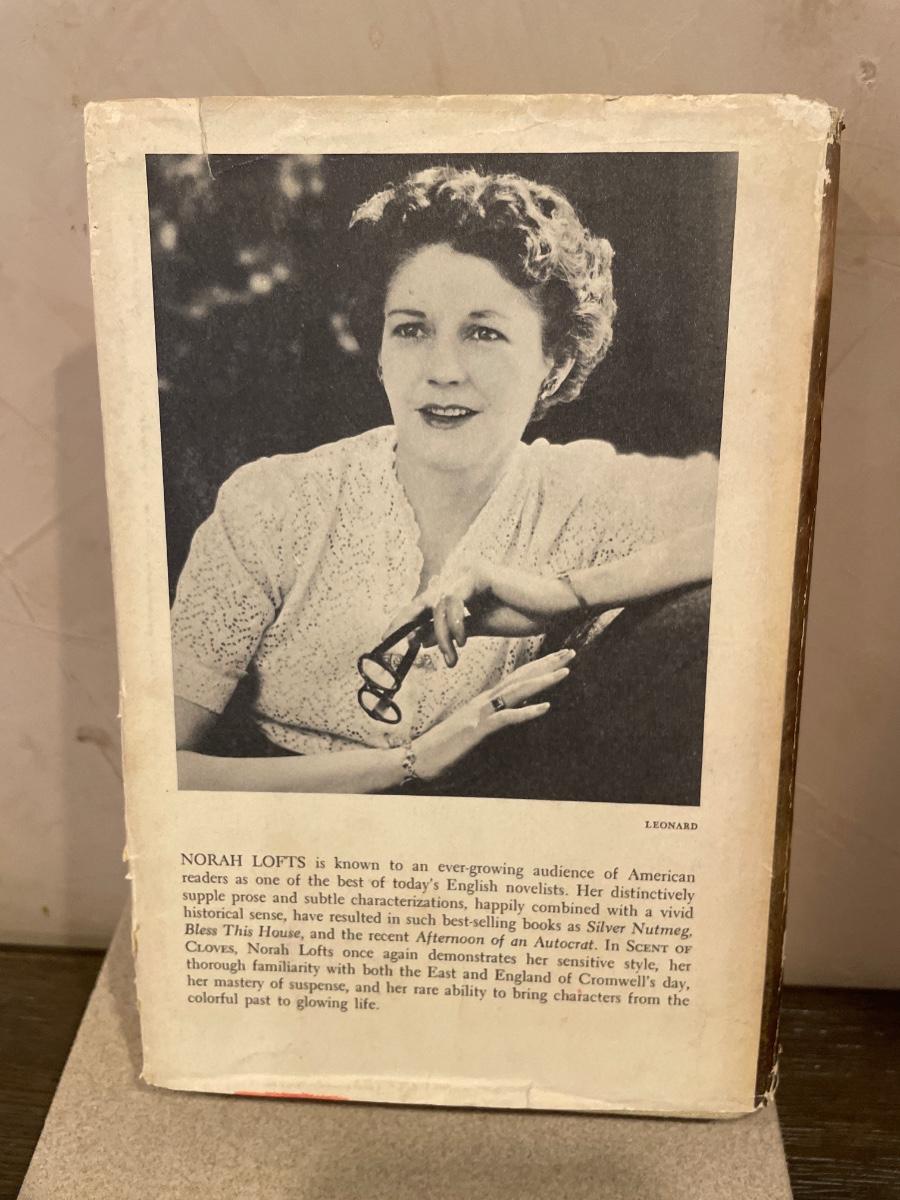 LEONARD
NORAH LOFTS is known to an ever-growing audience of American
readers as one of the best of today's English novelists. Her distinctively
supple prose and subtle characterizations, happily combined with a vivid
historical sense, have resulted in such best-selling books as Silver Nutmeg,
Bless This House, and the recent Afternoon of an Autocrat. In SCENT OF
CLOVES, Norah Lofts once again demonstrates her sensitive style, her
thorough familiarity with both the East and England of Cromwell's day,
her mastery of suspense, and her rare ability to bring characters from the
colorful past to glowing life.